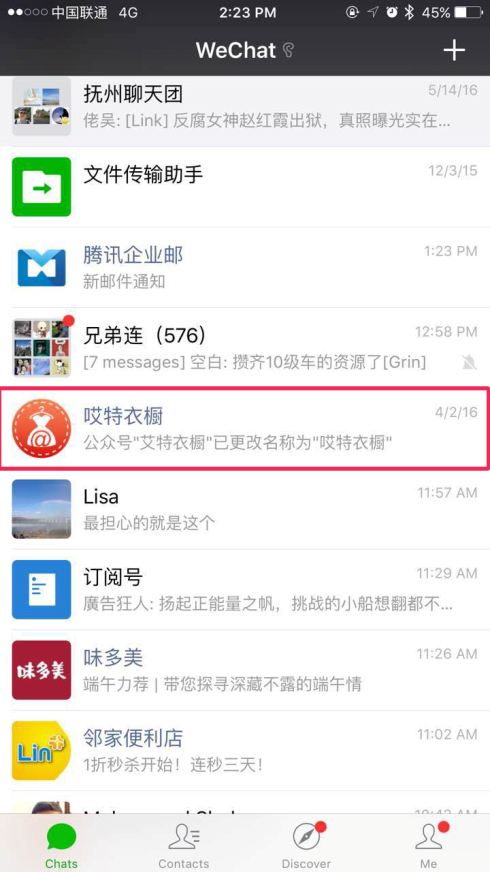 中国联通 4G 2:23 PM 45%
WeChat
抚州聊天团 5/14/16
佬吴: [Link] 反腐女神赵红霞出狱，真照曝光实在...
文件传输助手 12/3/15
腾讯企业邮 1:23 PM
新邮件通知
兄弟连（576） 12:58 PM
[7 messages] 空白: 攒齐10级车的资源了[Grin]
哎特衣橱 4/2/16
公众号"艾特衣橱"已更改名称为"哎特衣橱"
Lisa 11:57 AM
最担心的就是这个
订阅号 11:29 AM
廣告狂人: 扬起正能量之帆，挑战的小船想翻都不...
味多美
味多美 11:26 AM
端午力荐 | 带您探寻深藏不露的端午情
Lin
邻家便利店 11:02 AM
1折秒杀开始！连秒三天！
Chats Contacts Discover Me